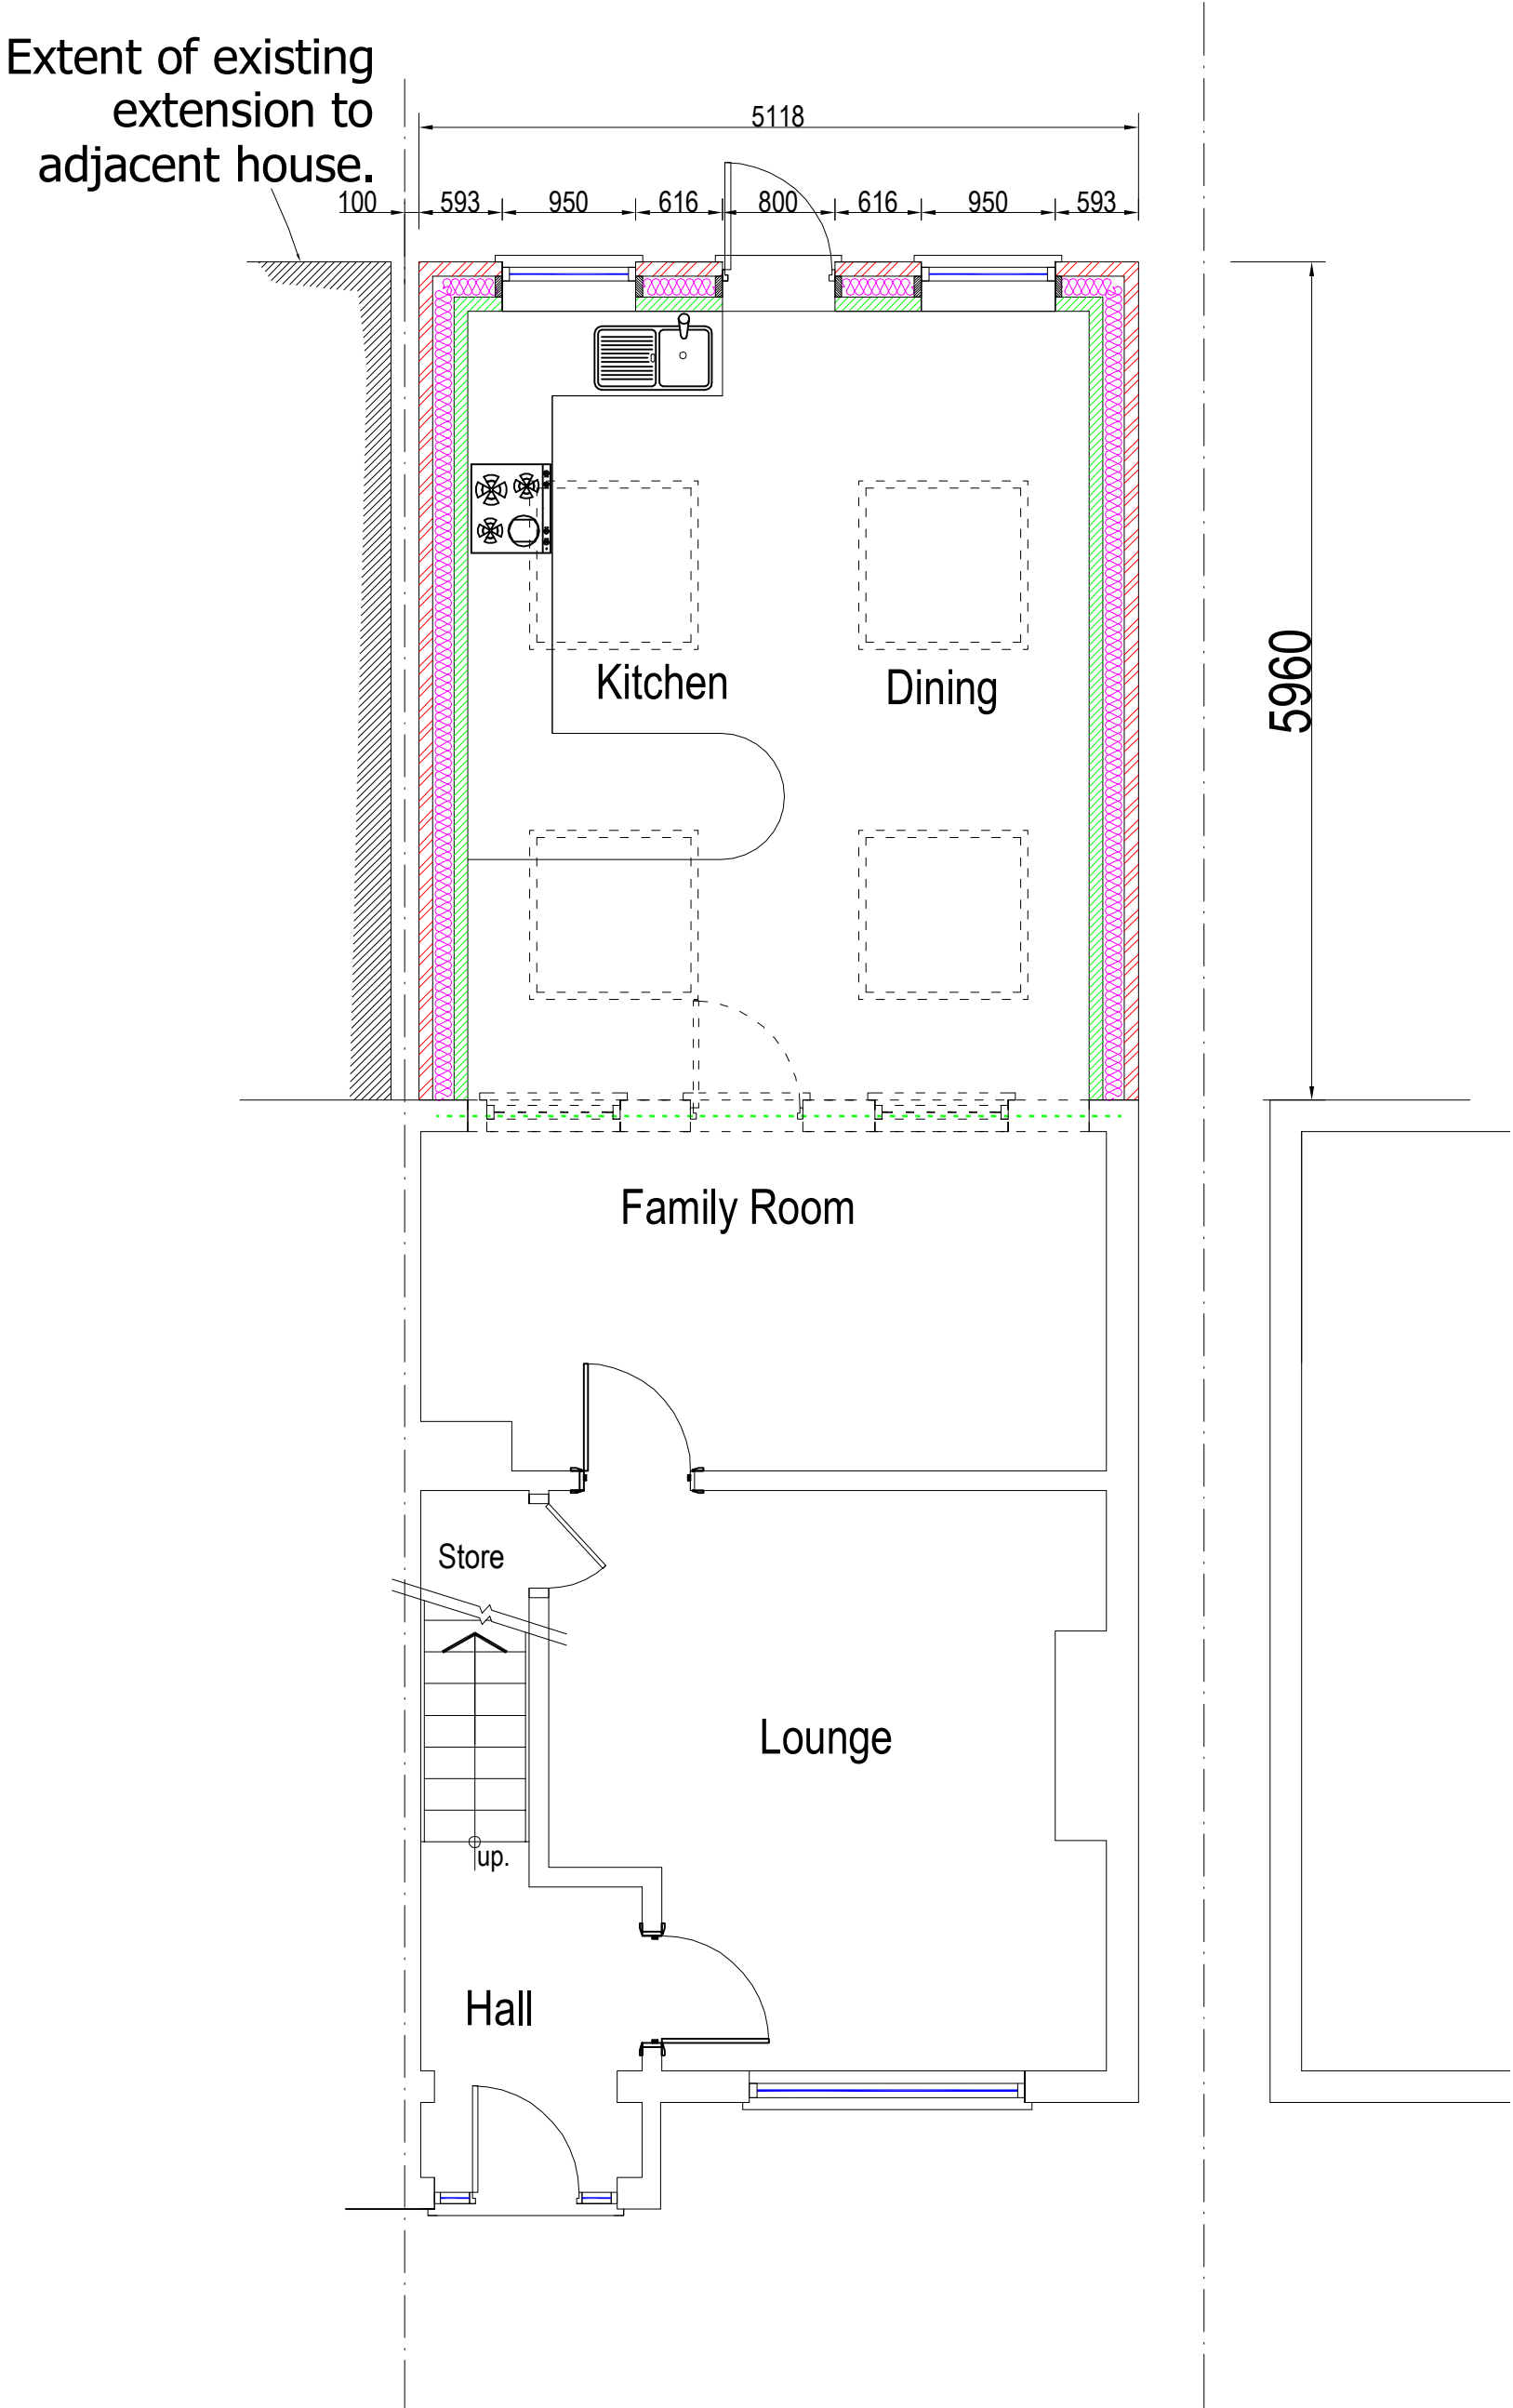 Extent of existing
extension to
adjacent house.
5118
100 593 950 616 800 616 950 593
Kitchen Dining
5960
Family Room
Store
Lounge
up.
Hall